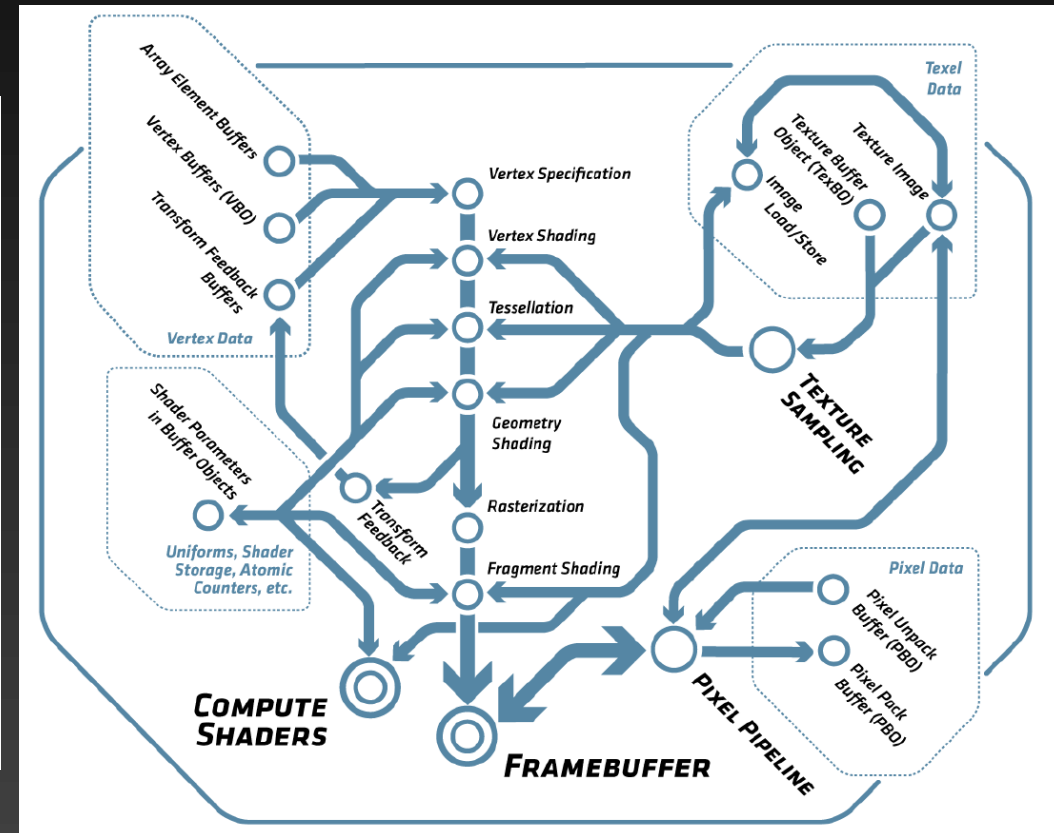 Array Element Buffers
Vertex Buffers (VBO)
Transform Feedback
Buffers
Vertex Data
Vertex Specification
Vertex Shading
Tessellation
Geometry
Shading
Rasterization
Fragment Shading
Texel
Data
Texture Image
Texture Buffer
Object (TexBO)
Image
Load/Store
Texture
Sampling
Shader Parameters
in Buffer Objects
Uniforms, Shader
Storage, Atomic
Counters, etc.
Transform
Feedback
Pixel Data
Pixel Unpack
Buffer (PBO)
Pixel Pack
Buffer (PBO)
Pixel Pipeline
Compute
Shaders
Framebuffer